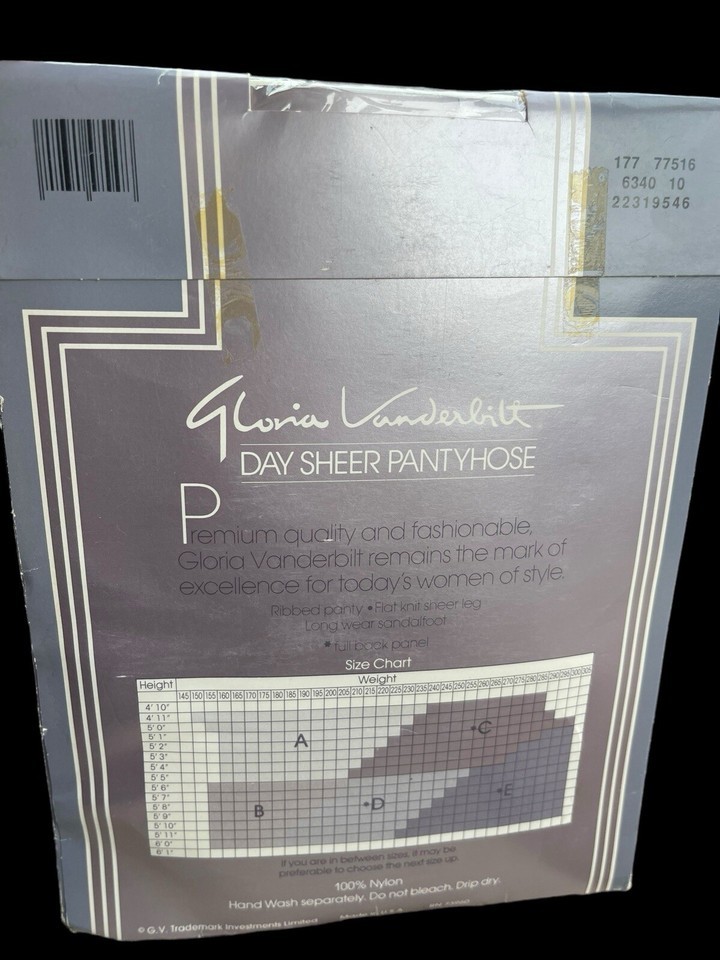 177 77516
6340 10
22319546
Gloria Vanderbilt
DAY SHEER PANTYHOSE
Premium quality and fashionable,
Gloria Vanderbilt remains the mark of
excellence for today's women of style.
Ribbed panty • Flat knit sheer leg
Long wear sandalfoot
• full back panel
Size Chart
Height Weight
145 150 155 160 165 170 175 180 185 190 195 200 205 210 215 220 225 230 235 240 245 250 255 260 265 270 275 280 285 290 295 300 305
4' 10"
4' 11"
5' 0"
5' 1"
5' 2"
5' 3"
5' 4"
5' 5"
5' 6"
5' 7"
5' 8"
5' 9"
5' 10"
5' 11"
6' 0"
6' 1"
A
•C
B
•D
•E
If you are in between sizes, it may be
preferable to choose the next size up.
100% Nylon
Hand Wash separately. Do not bleach. Drip dry.
© G.V. Trademark Investments Limited Made in U.S.A.